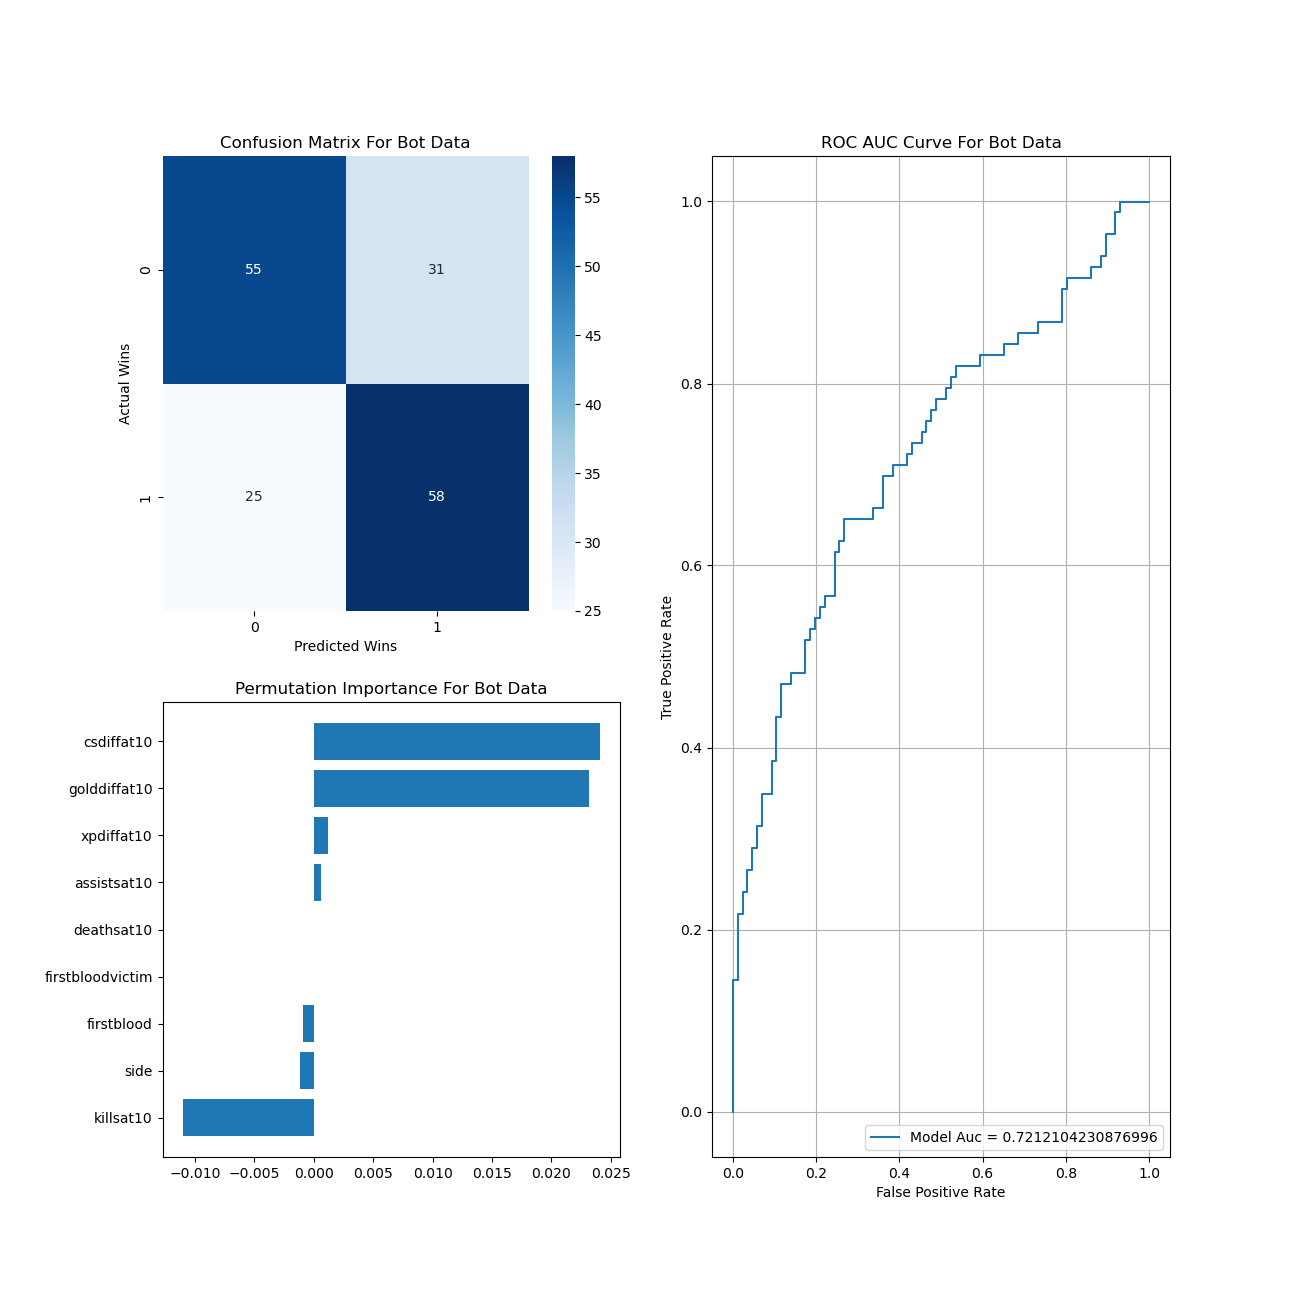 Confusion Matrix For Bot Data
55
31
25
58
0
1
Actual Wins
0
1
Predicted Wins
55
50
45
40
35
30
25
Permutation Importance For Bot Data
csdiffat10
golddiffat10
xpdiffat10
assistsat10
deathsat10
firstbloodvictim
firstblood
side
killsat10
−0.010
−0.005
0.000
0.005
0.010
0.015
0.020
0.025
ROC AUC Curve For Bot Data
1.0
0.8
0.6
0.4
0.2
0.0
True Positive Rate
Model Auc = 0.7212104230876996
0.0
0.2
0.4
0.6
0.8
1.0
False Positive Rate